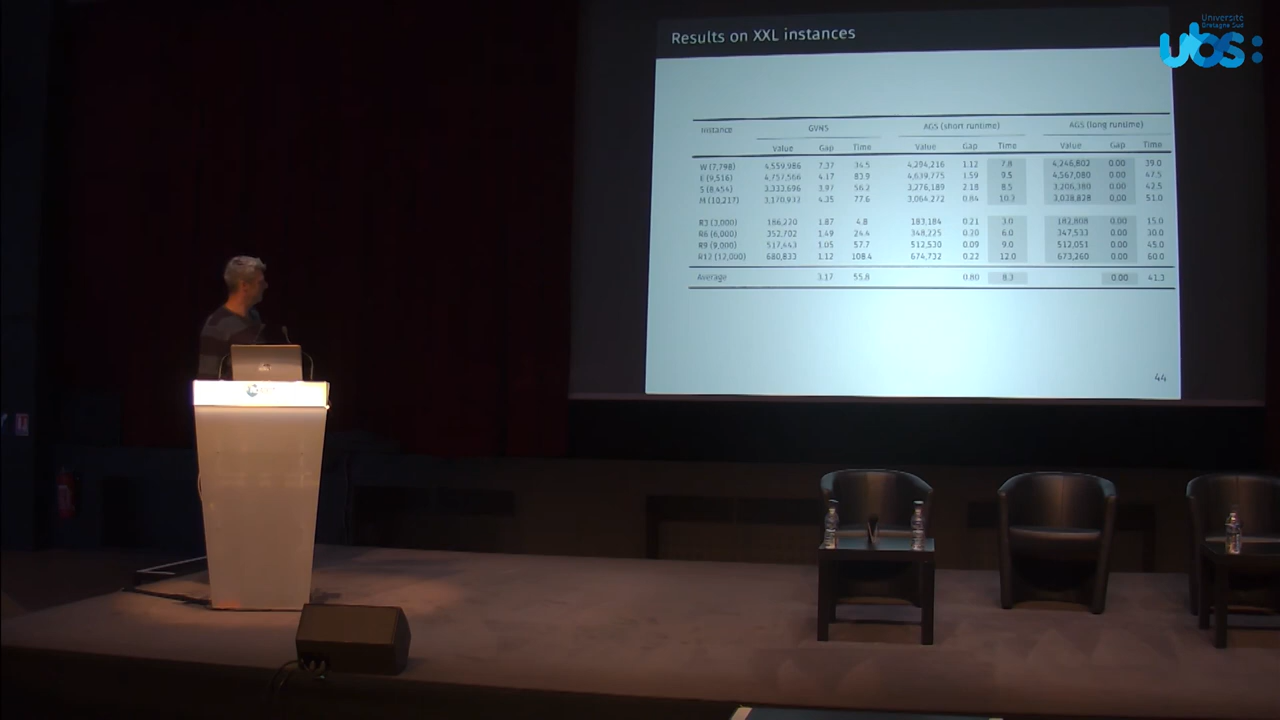 Université
Bretagne Sud
ubs:
Results on XXL instances
Instance GVNS AGS (short runtime) AGS (long runtime)
Value Gap Time Value Gap Time Value Gap Time
W (7,798) 4,559,986 7.37 34.5 4,294,216 1.12 7.8 4,246,802 0.00 39.0
E (9,516) 4,757,566 4.17 83.9 4,639,775 1.59 9.5 4,567,080 0.00 47.5
S (8,454) 3,333,696 3.97 56.2 3,276,189 2.18 8.5 3,206,380 0.00 42.5
M (10,217) 3,170,932 4.35 77.6 3,064,272 0.84 10.2 3,038,828 0.00 51.0
R3 (3,000) 186,220 1.87 4.8 183,184 0.21 3.0 182,808 0.00 15.0
R6 (6,000) 352,702 1.49 24.4 348,225 0.20 6.0 347,533 0.00 30.0
R9 (9,000) 517,443 1.05 57.7 512,530 0.09 9.0 512,051 0.00 45.0
R12 (12,000) 680,833 1.12 108.4 674,732 0.22 12.0 673,260 0.00 60.0
Average 3.17 55.8 0.80 8.3 0.00 41.3
44